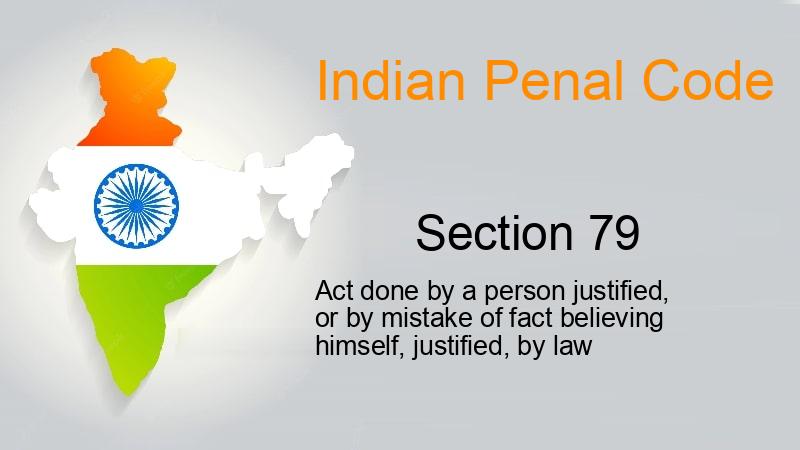 Indian Penal Code
Section 79
Act done by a person justified,
or by mistake of fact believing
himself, justified, by law